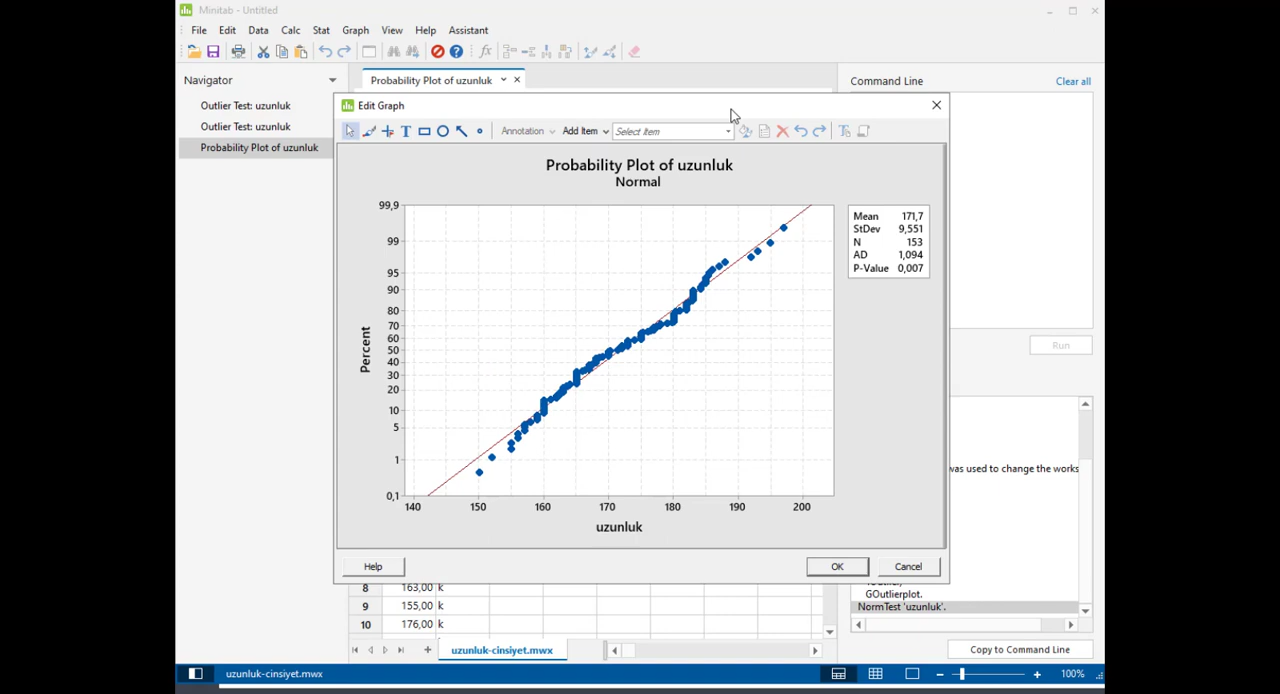 Minitab - Untitled
File Edit Data Calc Stat Graph View Help Assistant
Navigator
Outlier Test: uzunluk
Outlier Test: uzunluk
Probability Plot of uzunluk
Probability Plot of uzunluk
Command Line
Clear all
Edit Graph
Annotation Add Item Select Item
Probability Plot of uzunluk
Normal
99,9
99
95
90
80
70
60
50
40
30
20
10
5
1
0,1
Percent
140 150 160 170 180 190 200
uzunluk
Mean 171,7
StDev 9,551
N 153
AD 1,094
P-Value 0,007
Help
OK
Cancel
Run
was used to change the works
GOutlierplot.
NormTest 'uzunluk'.
8 163,00 k
9 155,00 k
10 176,00 k
uzunluk-cinsiyet.mwx
Copy to Command Line
uzunluk-cinsiyet.mwx
100%